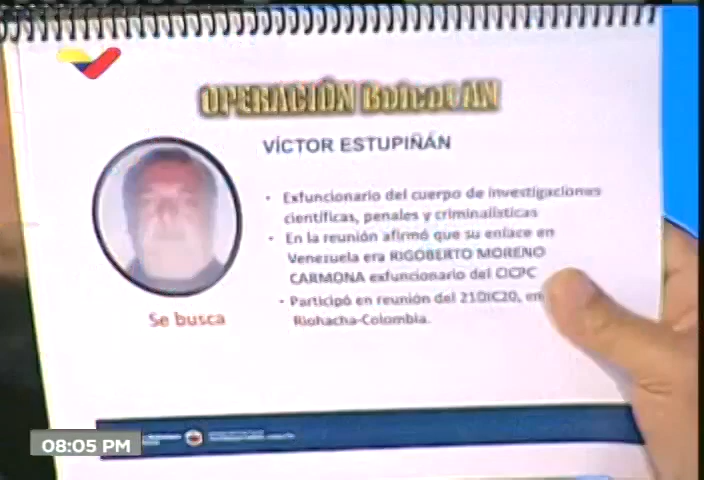 OPERACIÓN BolcotAN
VÍCTOR ESTUPIÑÁN
• Exfuncionario del cuerpo de investigaciones
científicas, penales y criminalísticas
• En la reunión afirmó que su enlace en
Venezuela era RIGOBERTO MORENO
CARMONA exfuncionario del CICPC
• Participó en reunión del 21DIC20, en
Riohacha-Colombia.
Se busca
08:05 PM